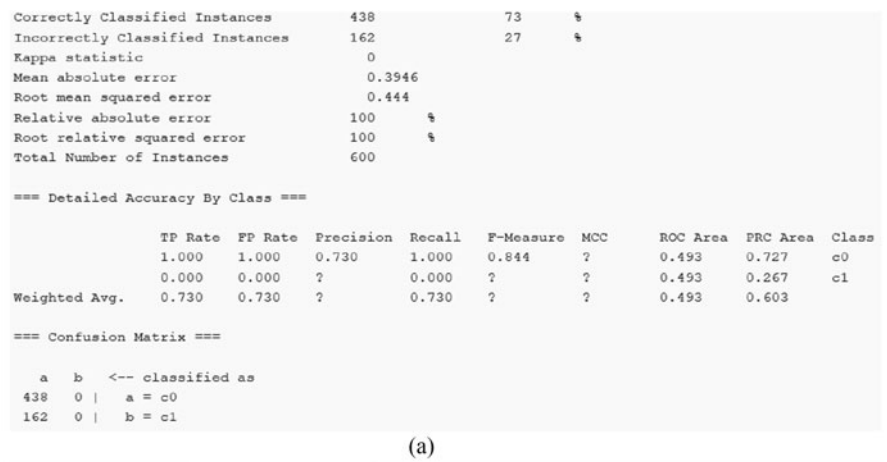 Correctly Classified Instances 438 73 %
Incorrectly Classified Instances 162 27 %
Kappa statistic 0
Mean absolute error 0.3946
Root mean squared error 0.444
Relative absolute error 100 %
Root relative squared error 100 %
Total Number of Instances 600
=== Detailed Accuracy By Class ===
TP Rate FP Rate Precision Recall F-Measure MCC ROC Area PRC Area Class
1.000 1.000 0.730 1.000 0.844 ? 0.493 0.727 c0
0.000 0.000 ? 0.000 ? ? 0.493 0.267 c1
Weighted Avg. 0.730 0.730 ? 0.730 ? ? 0.493 0.603
=== Confusion Matrix ===
a b <-- classified as
438 0 | a = c0
162 0 | b = c1
(a)